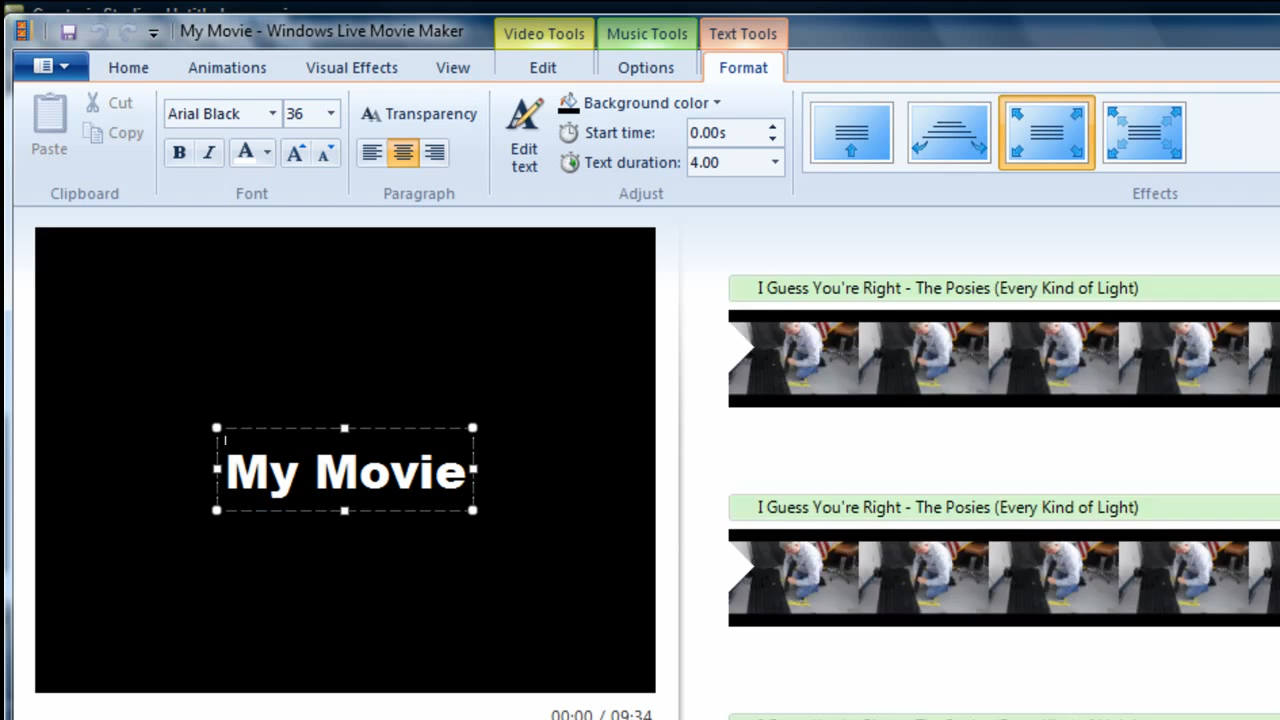 My Movie - Windows Live Movie Maker
Video Tools
Music Tools
Text Tools
Home
Animations
Visual Effects
View
Edit
Options
Format
Paste
Cut
Copy
Clipboard
Arial Black
36
B I A A A
Font
Transparency
Paragraph
Edit text
Background color
Start time: 0.00s
Text duration: 4.00
Adjust
Effects
My Movie
00:00 / 09:34
I Guess You're Right - The Posies (Every Kind of Light)
I Guess You're Right - The Posies (Every Kind of Light)